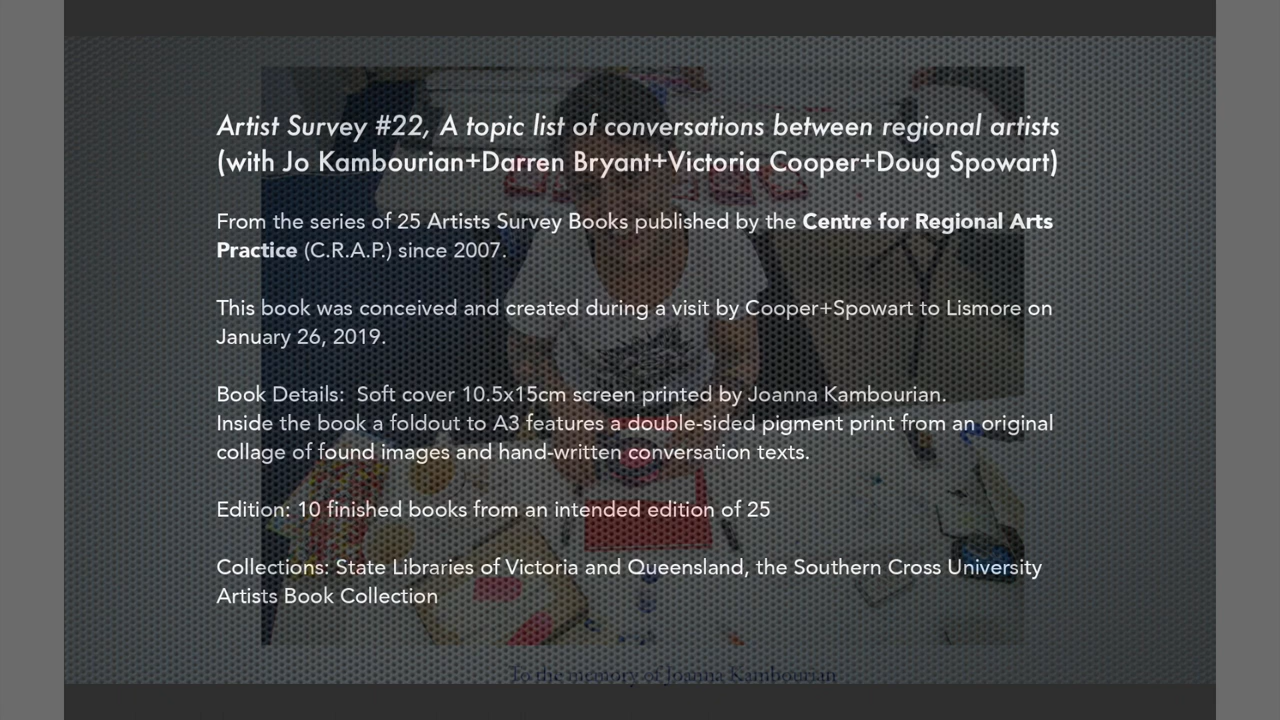 Artist Survey #22, A topic list of conversations between regional artists
(with Jo Kambourian+Darren Bryant+Victoria Cooper+Doug Spowart)
From the series of 25 Artists Survey Books published by the Centre for Regional Arts
Practice (C.R.A.P.) since 2007.
This book was conceived and created during a visit by Cooper+Spowart to Lismore on
January 26, 2019.
Book Details:  Soft cover 10.5x15cm screen printed by Joanna Kambourian.
Inside the book a foldout to A3 features a double-sided pigment print from an original
collage of found images and hand-written conversation texts.
Edition: 10 finished books from an intended edition of 25
Collections: State Libraries of Victoria and Queensland, the Southern Cross University
Artists Book Collection
To the memory of Joanna Kambourian